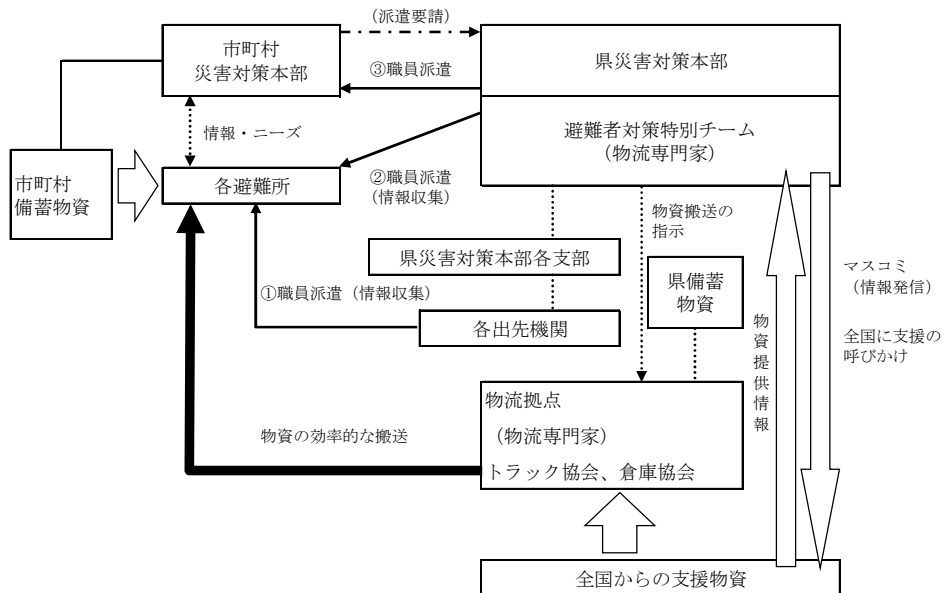 （派遣要請）
市町村
災害対策本部
県災害対策本部
③職員派遣
避難者対策特別チーム
（物流専門家）
情報・ニーズ
市町村
備蓄物資
各避難所
②職員派遣
（情報収集）
物資搬送の
指示
県災害対策本部各支部
県備蓄
物資
マスコミ
（情報発信）
全国に支援の
呼びかけ
①職員派遣（情報収集）
各出先機関
物資提供情報
物流拠点
（物流専門家）
トラック協会、倉庫協会
物資の効率的な搬送
全国からの支援物資